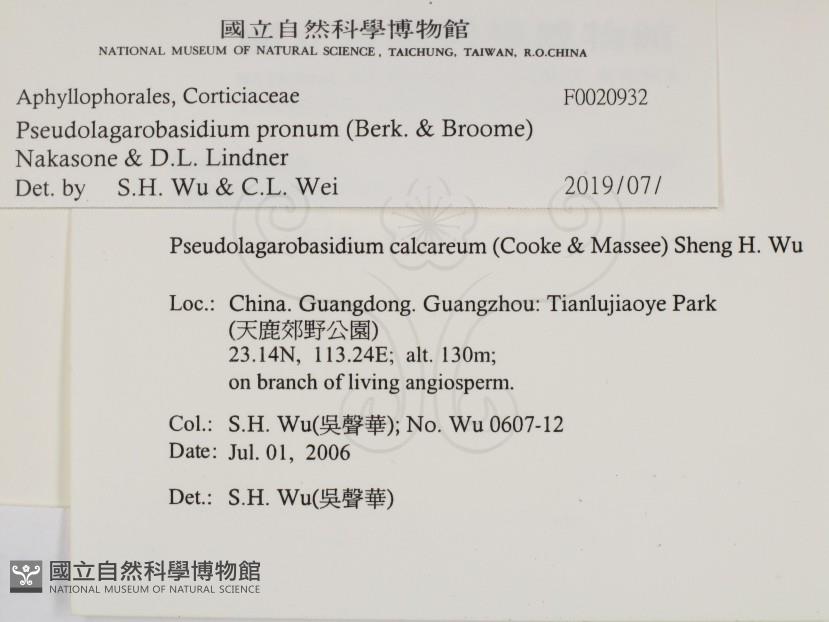 國立自然科學博物館
NATIONAL MUSEUM OF NATURAL SCIENCE, TAICHUNG, TAIWAN, R.O.CHINA
Aphyllophorales, Corticiaceae F0020932
Pseudolagarobasidium pronum (Berk. & Broome)
Nakasone & D.L. Lindner
Det. by S.H. Wu & C.L. Wei 2019/07/
Pseudolagarobasidium calcareum (Cooke & Massee) Sheng H. Wu
Loc.: China. Guangdong. Guangzhou: Tianlujiaoye Park
(天鹿郊野公園)
23.14N, 113.24E; alt. 130m;
on branch of living angiosperm.
Col.: S.H. Wu(吳聲華); No. Wu 0607-12
Date: Jul. 01, 2006
Det.: S.H. Wu(吳聲華)
國立自然科學博物館
NATIONAL MUSEUM OF NATURAL SCIENCE